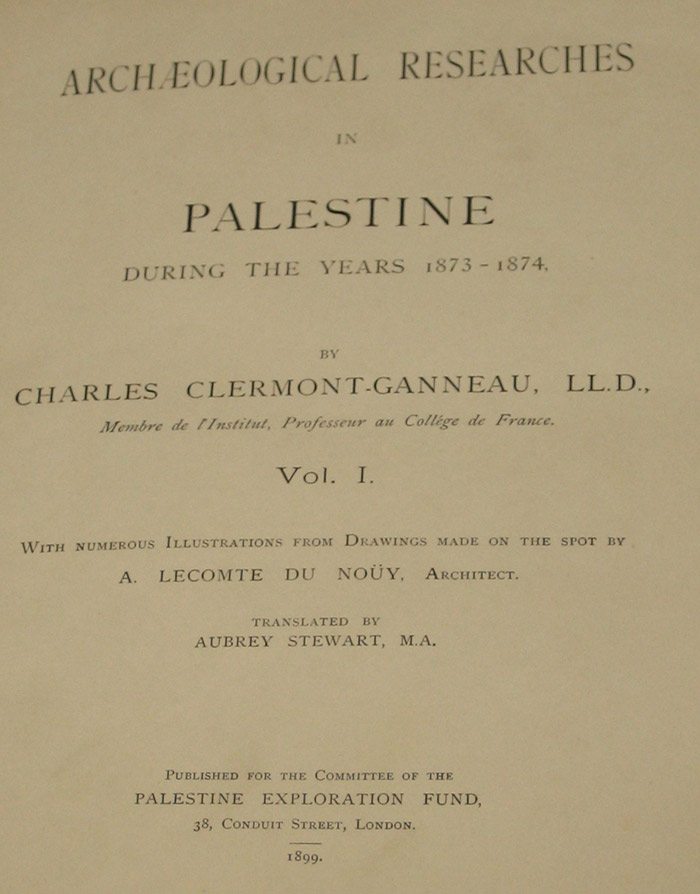 ARCHÆOLOGICAL RESEARCHES
IN
PALESTINE
DURING THE YEARS 1873-1874,
BY
CHARLES CLERMONT-GANNEAU, LL.D.,
Membre de l'Institut, Professeur au Collége de France.
Vol. I.
With numerous Illustrations from Drawings made on the spot by
A. LECOMTE DU NOÜY, Architect.
TRANSLATED BY
AUBREY STEWART, M.A.
Published for the Committee of the
PALESTINE EXPLORATION FUND,
38, Conduit Street, London.
1899.